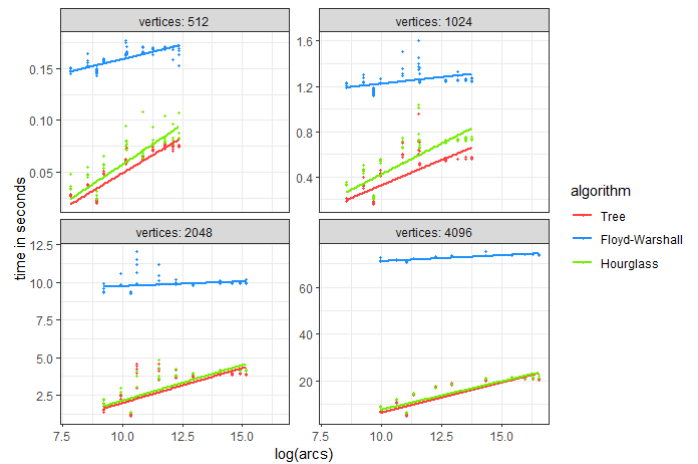 vertices: 512
vertices: 1024
0.15
0.10
0.05
1.6
1.2
0.8
0.4
time in seconds
vertices: 2048
vertices: 4096
12.5
10.0
7.5
5.0
2.5
60
40
20
7.5 10.0 12.5 15.0
7.5 10.0 12.5 15.0
log(arcs)
algorithm
Tree
Floyd-Warshall
Hourglass